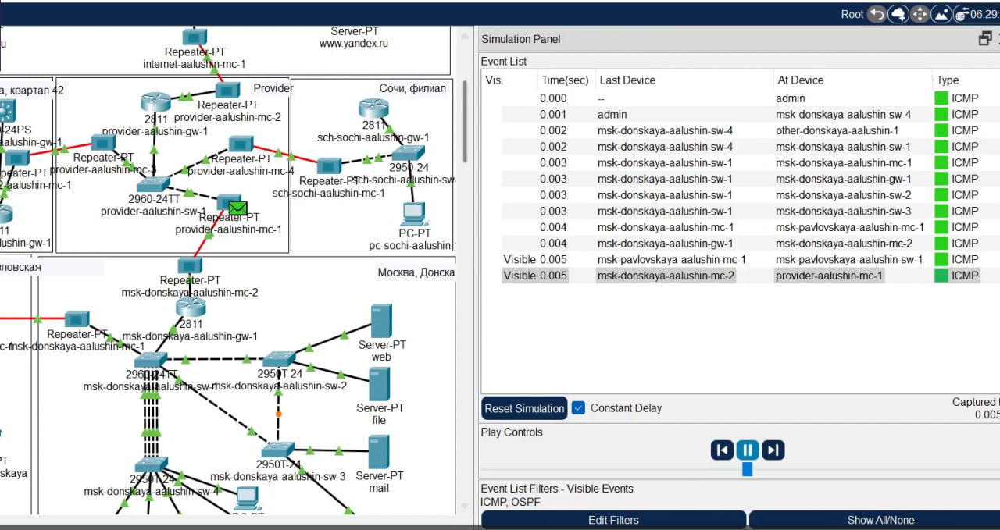 Root
06:29:
Server-PT
www.yandex.ru
Repeater-PT
internet-aalushin-mc-1
а, квартал 42
Provider
Сочи, филиал
Repeater-PT
provider-aalushin-mc-2
2811
provider-aalushin-gw-1
24PS
aalushin-gw-1
2811
sch-sochi-aalushin-gw-1
Repeater-PT
provider-aalushin-mc-3
Repeater-PT
provider-aalushin-mc-4
2950-24
sch-sochi-aalushin-sw-
Repeater-PT
sch-sochi-aalushin-mc-1
peater-PT
2-aalushin-mc-1
2960-24TT
provider-aalushin-sw-1
Repeater-PT
provider-aalushin-mc-1
PC-PT
pc-sochi-aalushin-
11
lushin-gw-1
вловская
Москва, Донска
Repeater-PT
msk-donskaya-aalushin-mc-2
2811
msk-donskaya-aalushin-gw-1
Repeater-PT
msk-donskaya-aalushin-mc-1
Server-PT
web
2960-24TT
msk-donskaya-aalushin-sw-1
2950T-24
msk-donskaya-aalushin-sw-2
Server-PT
file
2950T-24
msk-donskaya-aalushin-sw-3
Server-PT
mail
2950T-24
msk-donskaya-aalushin-sw-4
PT
skaya
PC-PT
Simulation Panel
Event List
Vis. Time(sec) Last Device At Device Type
0.000 -- admin ICMP
0.001 admin msk-donskaya-aalushin-sw-4 ICMP
0.002 msk-donskaya-aalushin-sw-4 other-donskaya-aalushin-1 ICMP
0.002 msk-donskaya-aalushin-sw-4 msk-donskaya-aalushin-sw-1 ICMP
0.003 msk-donskaya-aalushin-sw-1 msk-donskaya-aalushin-mc-1 ICMP
0.003 msk-donskaya-aalushin-sw-1 msk-donskaya-aalushin-gw-1 ICMP
0.003 msk-donskaya-aalushin-sw-1 msk-donskaya-aalushin-sw-2 ICMP
0.003 msk-donskaya-aalushin-sw-1 msk-donskaya-aalushin-sw-3 ICMP
0.004 msk-donskaya-aalushin-mc-1 msk-pavlovskaya-aalushin-mc-1 ICMP
0.004 msk-donskaya-aalushin-gw-1 msk-donskaya-aalushin-mc-2 ICMP
Visible 0.005 msk-pavlovskaya-aalushin-mc-1 msk-pavlovskaya-aalushin-sw-1 ICMP
Visible 0.005 msk-donskaya-aalushin-mc-2 provider-aalushin-mc-1 ICMP
Reset Simulation Constant Delay
Captured t
0.005
Play Controls
Event List Filters - Visible Events
ICMP, OSPF
Edit Filters
Show All/None